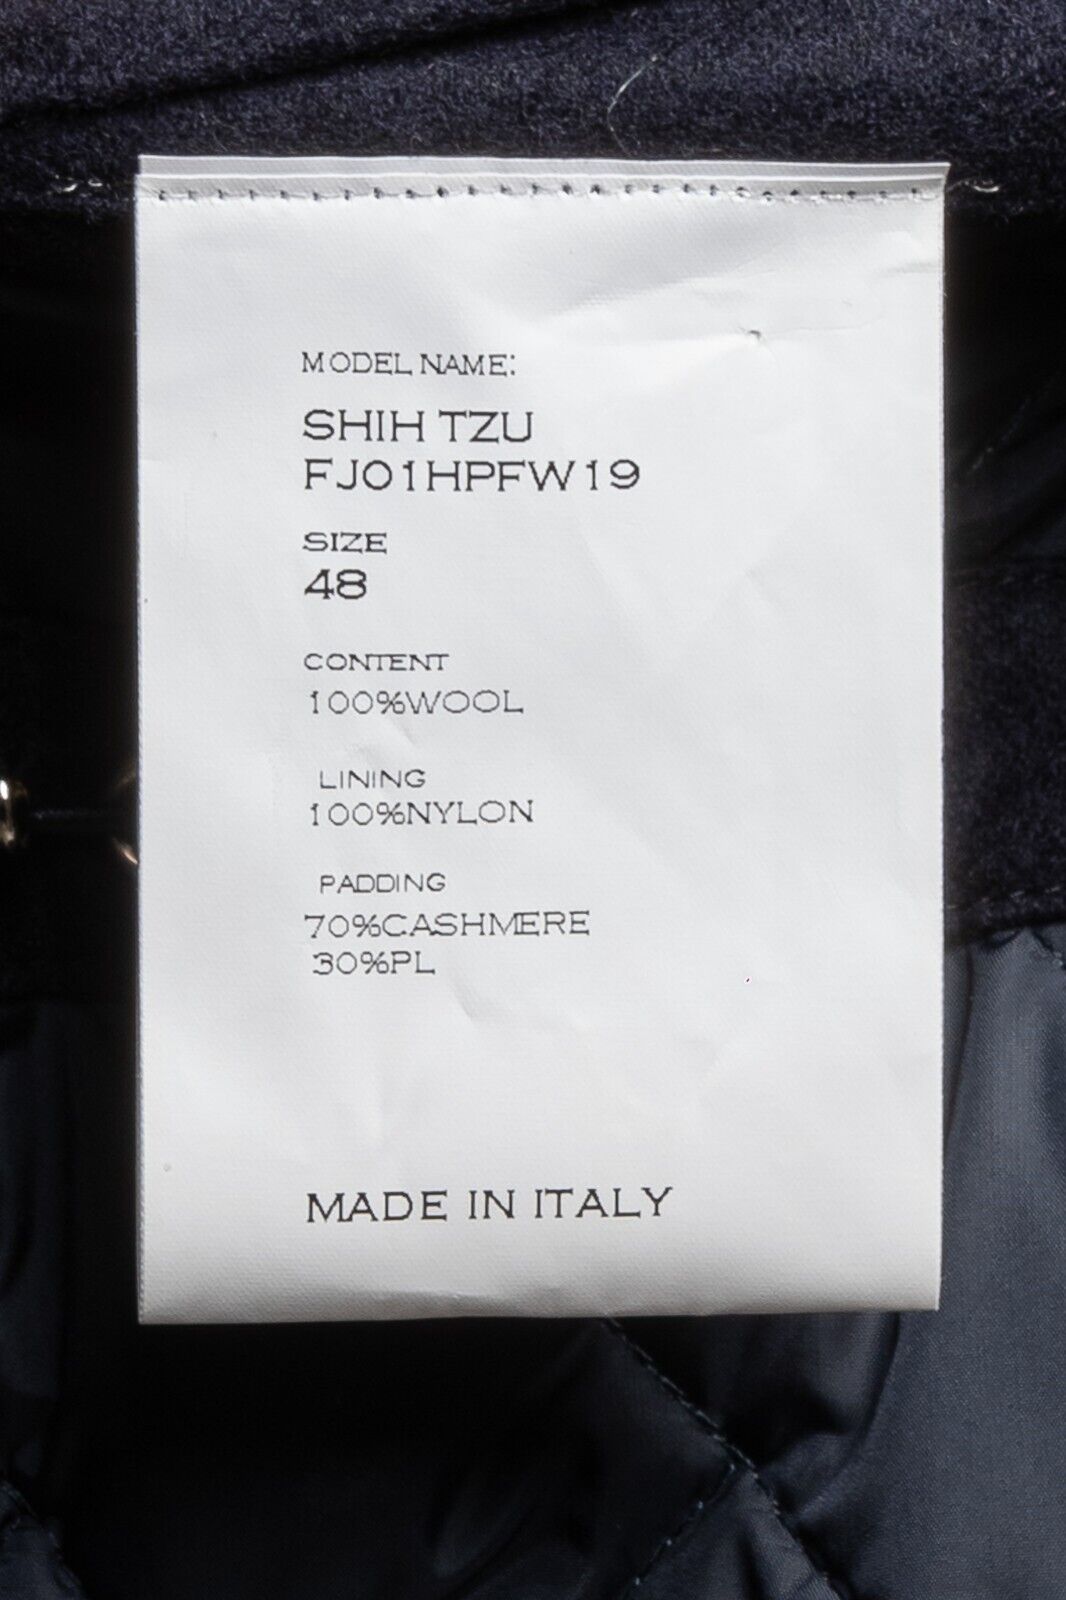 MODEL NAME:
SHIH TZU
FJ01HPFW19
SIZE
48
CONTENT
100%WOOL
LINING
100%NYLON
PADDING
70%CASHMERE
30%PL
MADE IN ITALY